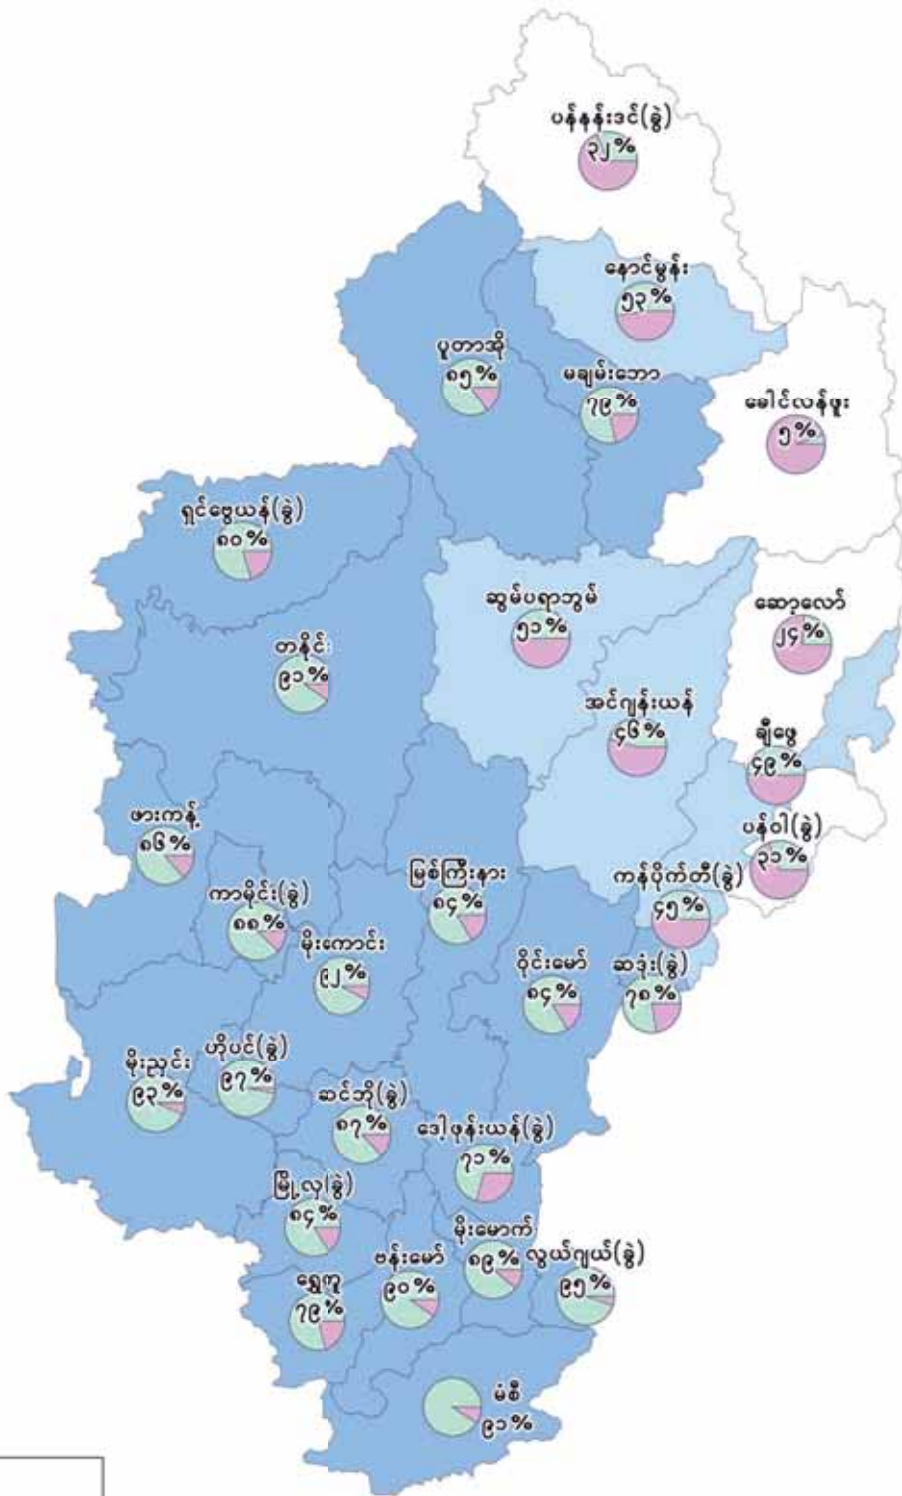 ပန်နန်းဒင်(ခွဲ)
၃၂%
နောင်မွန်း
၅၃%
ပူတာအို
၈၅%
မချမ်းဘော
၇၉%
ခေါင်လန်ဖူး
၅%
ရှင်ဗွေယန်(ခွဲ)
၈၀%
ဆွမ်ပရာဘွမ်
၅၁%
ဆော့လော်
၂၄%
တနိုင်း
၉၁%
အင်ဂျန်းယန်
၄၆%
ချီဖွေ
၄၉%
ဖားကန့်
၈၆%
ပန်ဝါ(ခွဲ)
၃၁%
မြစ်ကြီးနား
၈၄%
ကန်ပိုက်တီ(ခွဲ)
၄၅%
ကာမိုင်း(ခွဲ)
၈၈%
မိုးကောင်း
၉၂%
ဝိုင်းမော်
၈၄%
ဆဒုံး(ခွဲ)
၇၈%
ဟိုပင်(ခွဲ)
၉၇%
မိုးညှင်း
၉၃%
ဆင်ဘို(ခွဲ)
၈၇%
ဒေါ့ဖုန်းယန်(ခွဲ)
၇၁%
မြို့လှ(ခွဲ)
၈၄%
မိုးမောက်
၈၉%
ဗန်းမော်
၉၀%
လွယ်ဂျယ်(ခွဲ)
၉၅%
ရွှေကူ
၇၉%
မံစီ
၉၁%